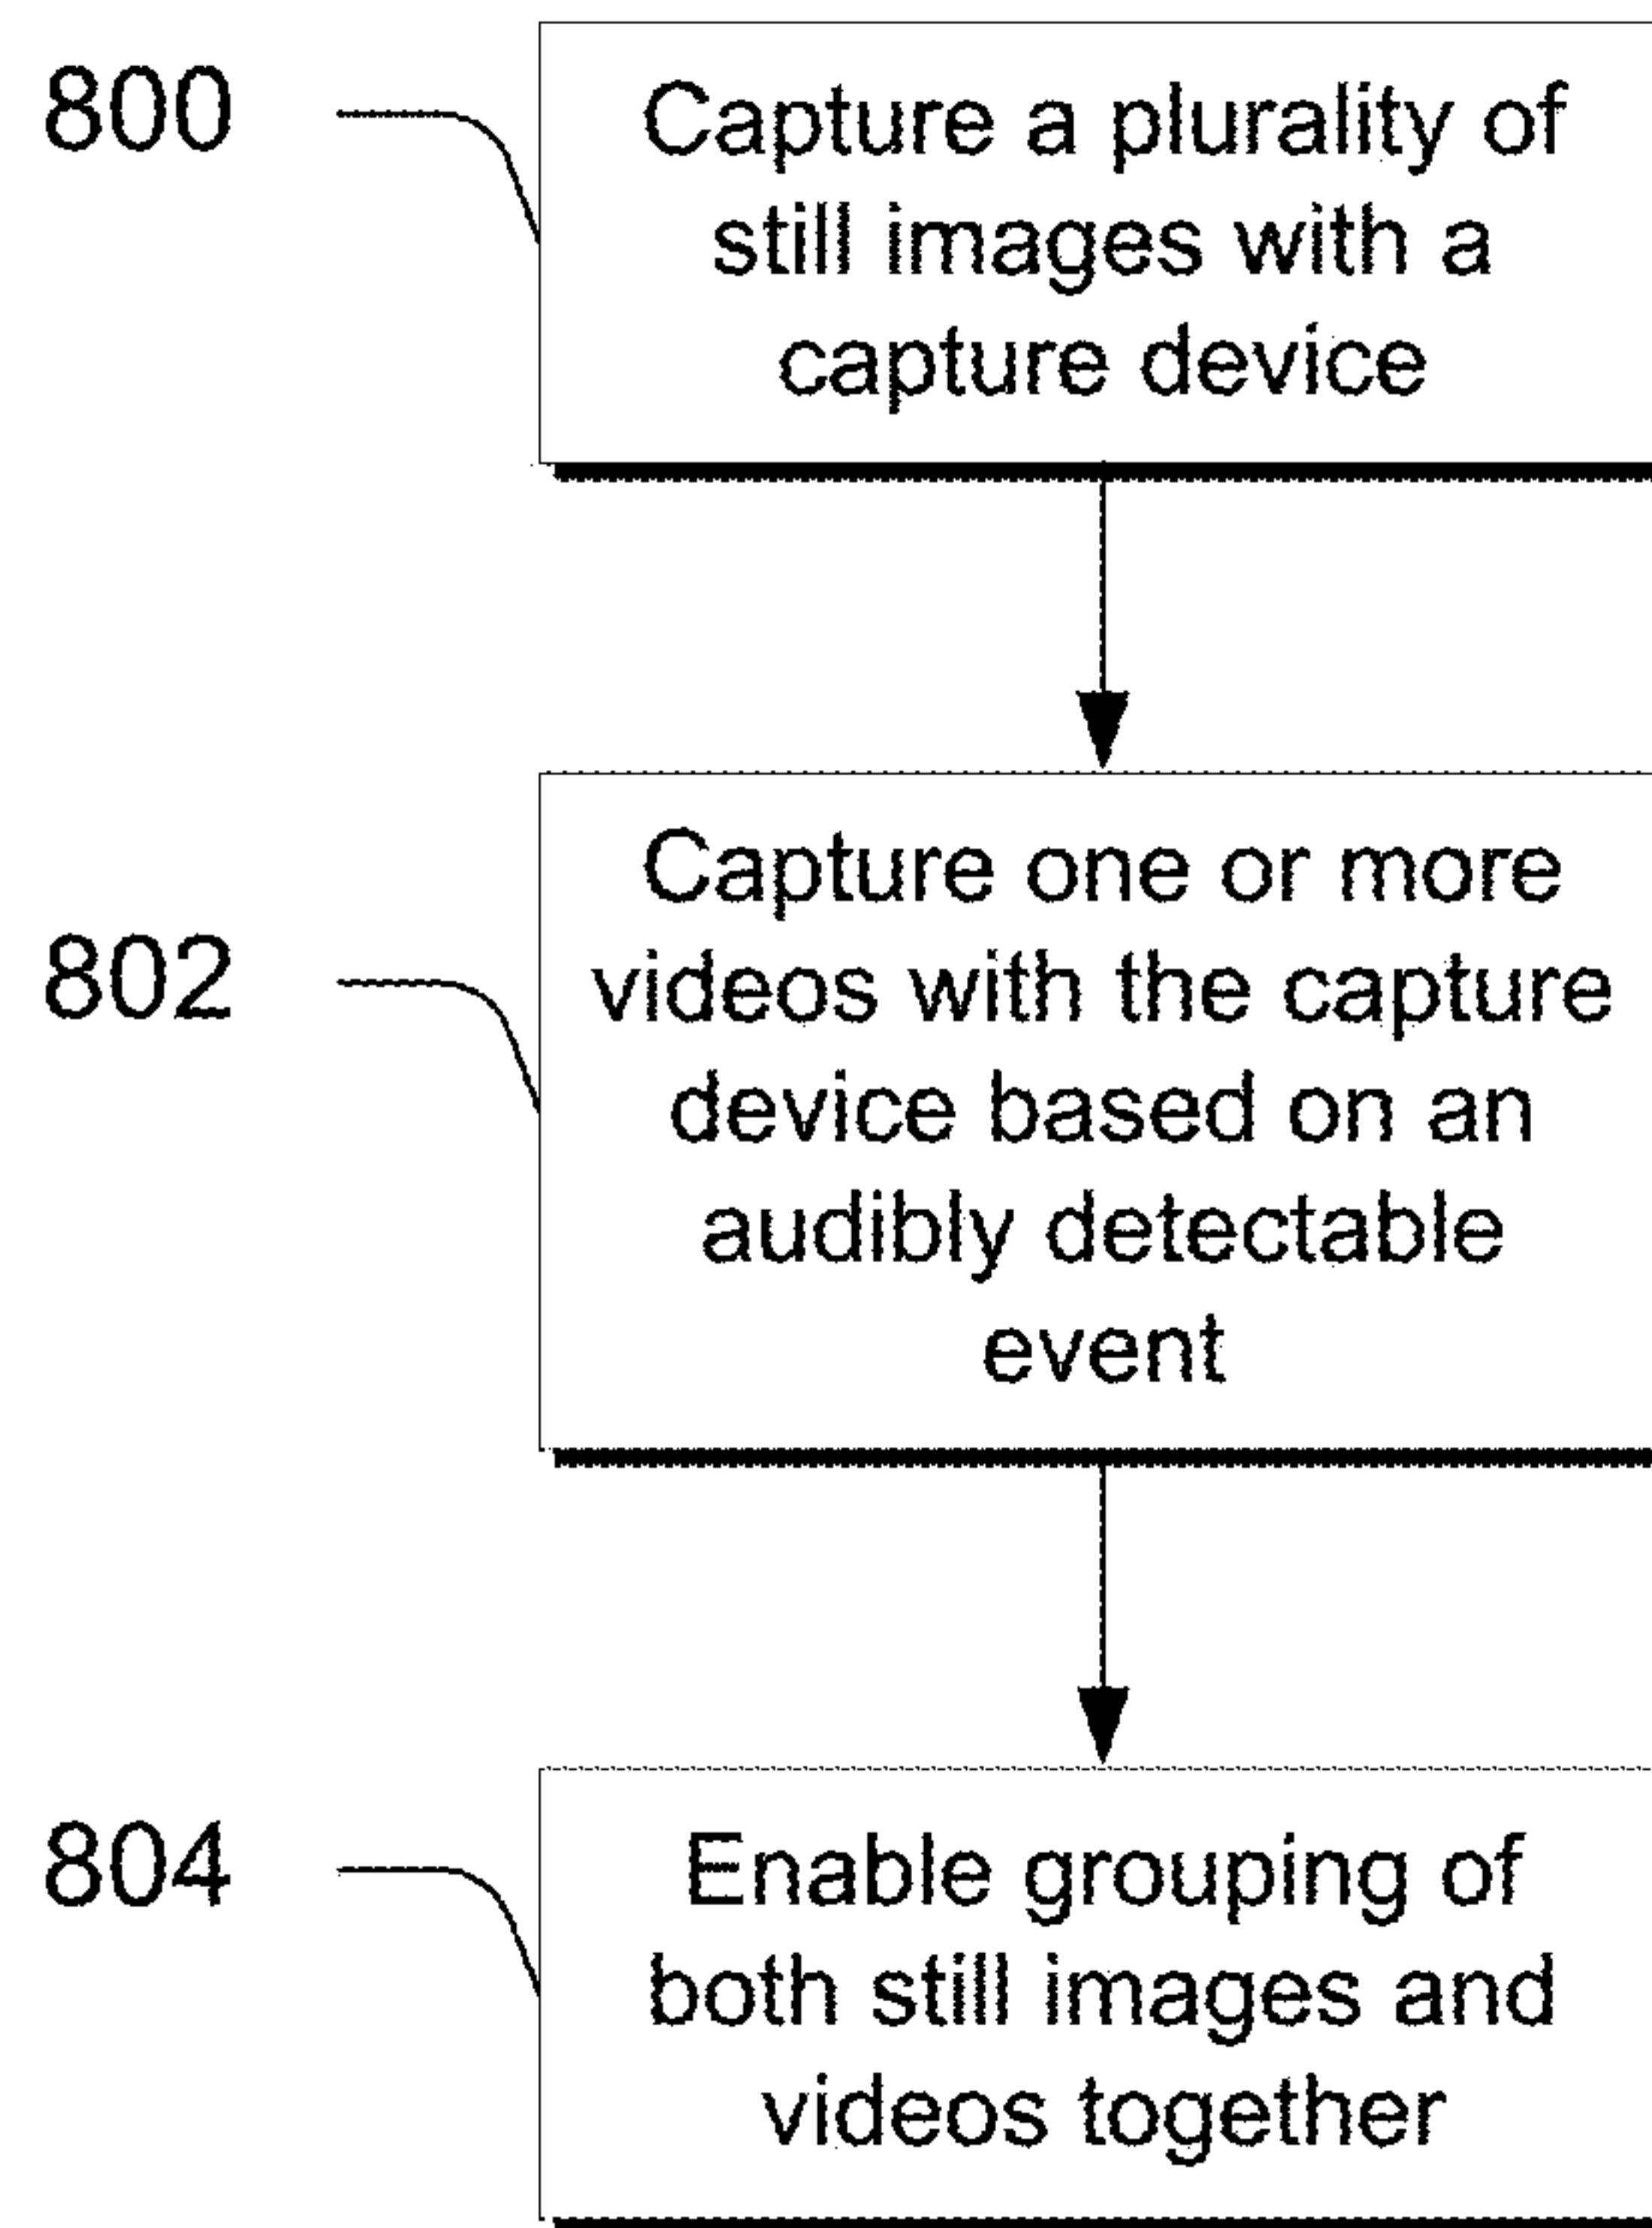 800
Capture a plurality of
still images with a
capture device
802
Capture one or more
videos with the capture
device based on an
audibly detectable
event
804
Enable grouping of
both still images and
videos together